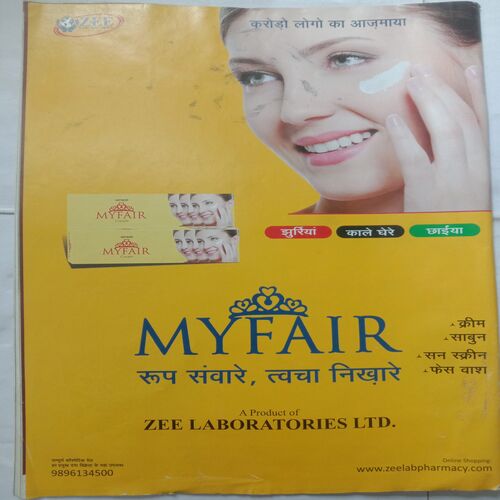 ZEE
करोड़ो लोगो का आज़माया
MYFAIR
MYFAIR
झुर्रियां
काले घेरे
छाईया
MYFAIR
रूप संवारे, त्वचा निख़ारे
क्रीम
साबुन
सन स्क्रीन
फेस वाश
A Product of
ZEE LABORATORIES LTD.
9896134500
Online Shopping:
www.zeelabpharmacy.com